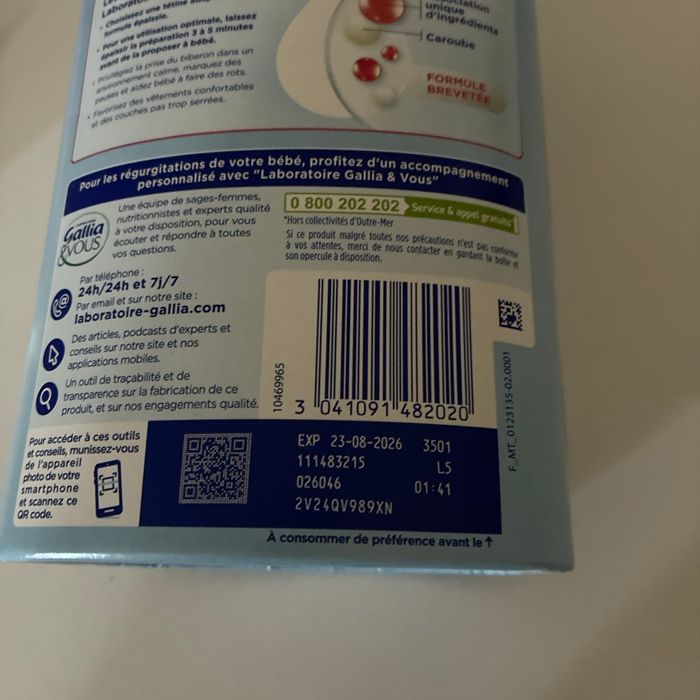 • Choisissez une tétine
formule épaissie.
• Pour une utilisation optimale, laissez
épaissir la préparation 3 à 5 minutes
avant de la proposer à bébé.
• Privilégiez la prise du biberon dans un
environnement calme, marquez des
pauses et aidez bébé à faire des rots.
• Favorisez des vêtements confortables
et des couches pas trop serrées.
unique
d'ingrédients
Caroube
FORMULE
BREVETÉE
Pour les régurgitations de votre bébé, profitez d'un accompagnement
personnalisé avec "Laboratoire Gallia & Vous"
Gallia
&VOUS
Une équipe de sages-femmes,
nutritionnistes et experts qualité
à votre disposition, pour vous
écouter et répondre à toutes
vos questions.
0 800 202 202 Service & appel gratuits*
*Hors collectivités d'Outre-Mer
Si ce produit malgré toutes nos précautions n'est pas conforme
à vos attentes, merci de nous contacter en gardant la boîte et
son opercule à disposition.
Par téléphone :
24h/24h et 7j/7
Par email et sur notre site :
laboratoire-gallia.com
Des articles, podcasts d'experts et
conseils sur notre site et nos
applications mobiles.
Un outil de traçabilité et de
transparence sur la fabrication de ce
produit, et sur nos engagements qualité.
10469965
3 041091 482020
F_MT_0123135-02.0001
Pour accéder à ces outils
et conseils, munissez-vous
de l'appareil
photo de votre
smartphone
et scannez ce
QR code.
EXP 23-08-2026 3501
111483215 L5
026046 01:41
2V24QV989XN
À consommer de préférence avant le ↑